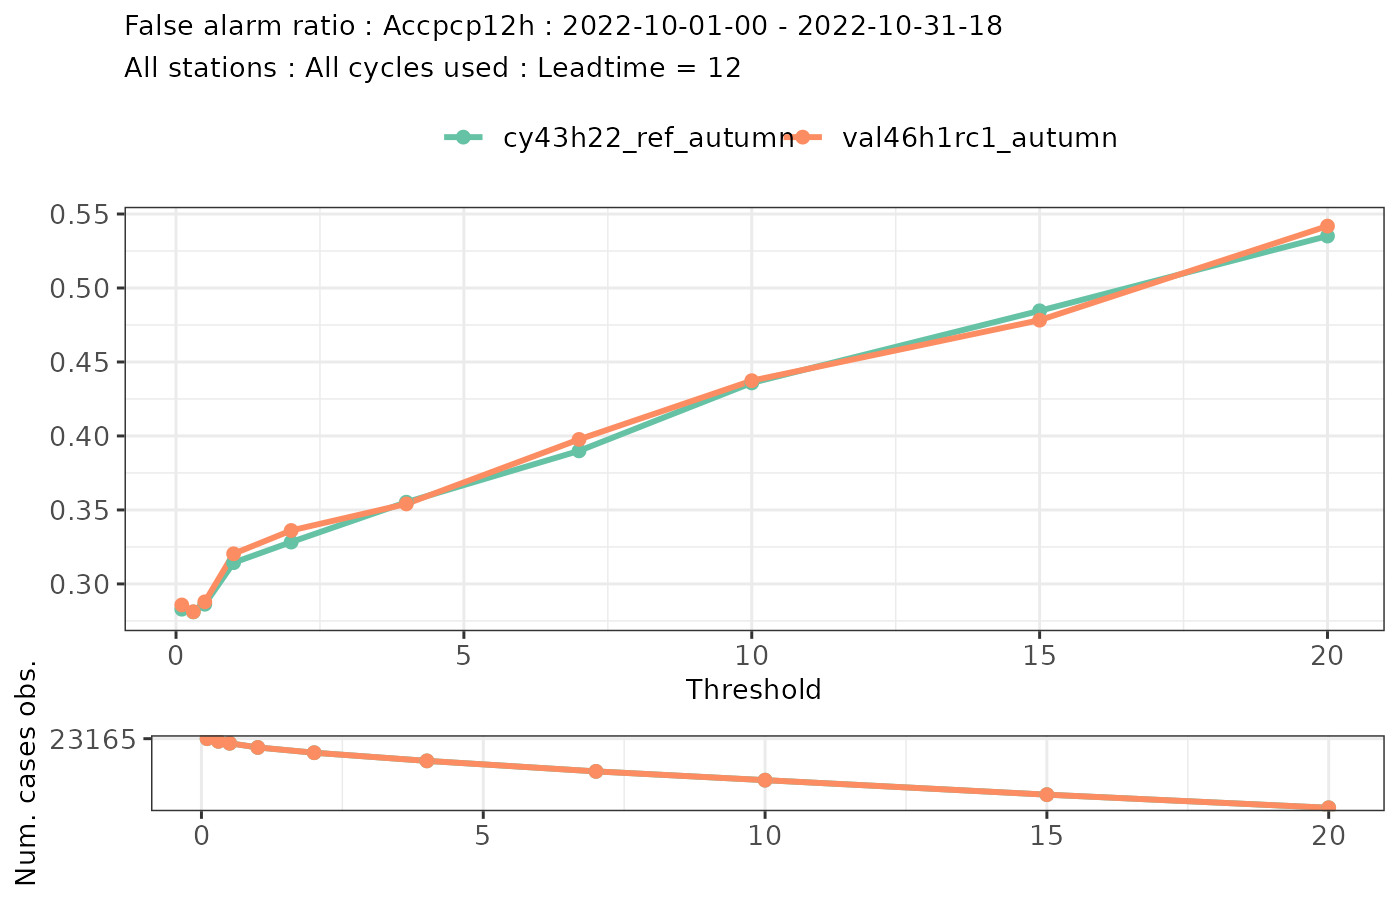 False alarm ratio : Accpcp12h : 2022-10-01-00 - 2022-10-31-18
All stations : All cycles used : Leadtime = 12
cy43h22_ref_autumn val46h1rc1_autumn
0.55
0.50
0.45
0.40
0.35
0.30
0 5 10 15 20
Threshold
Num. cases obs.
23165
0 5 10 15 20